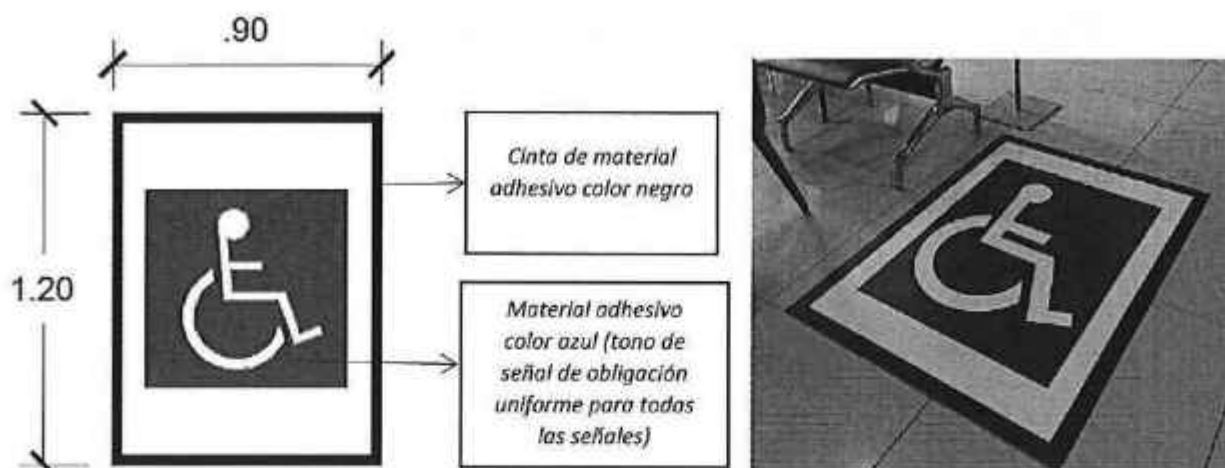 .90
1.20
Cinta de material
adhesivo color negro
Material adhesivo
color azul (tono de
señal de obligación
uniforme para todas
las señales)